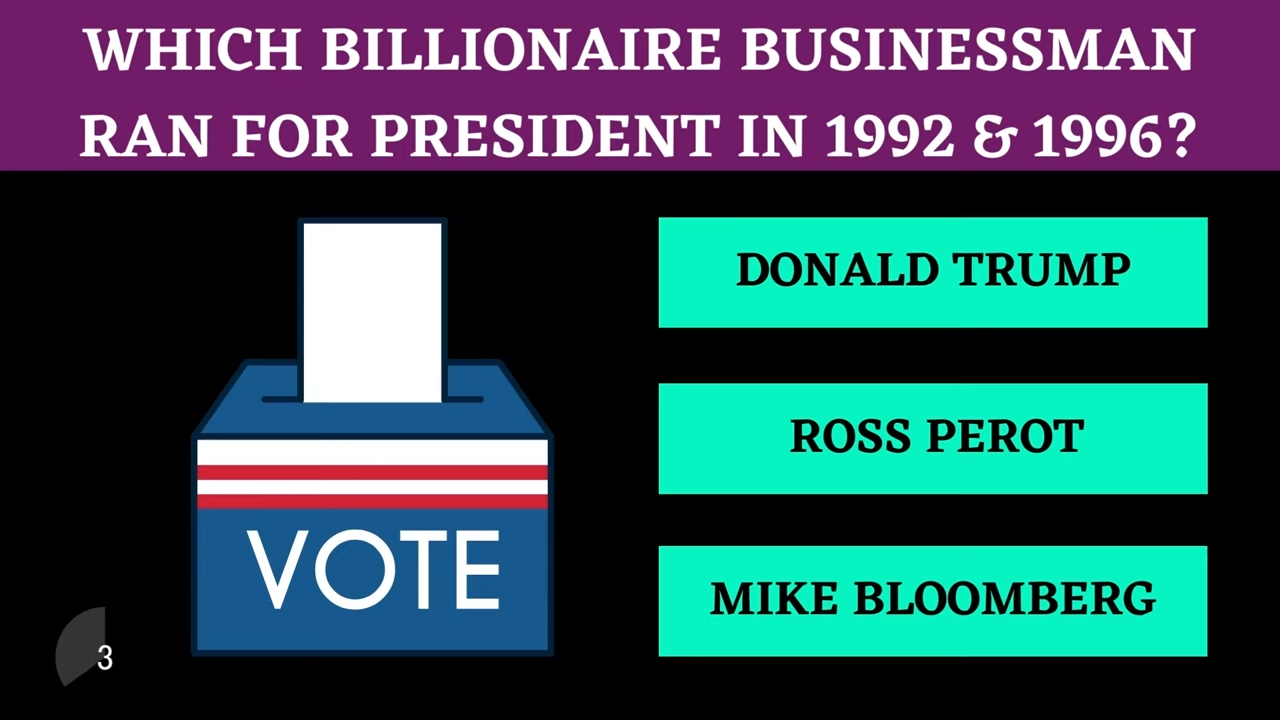 WHICH BILLIONAIRE BUSINESSMAN
RAN FOR PRESIDENT IN 1992 & 1996?
DONALD TRUMP
ROSS PEROT
MIKE BLOOMBERG
VOTE
3